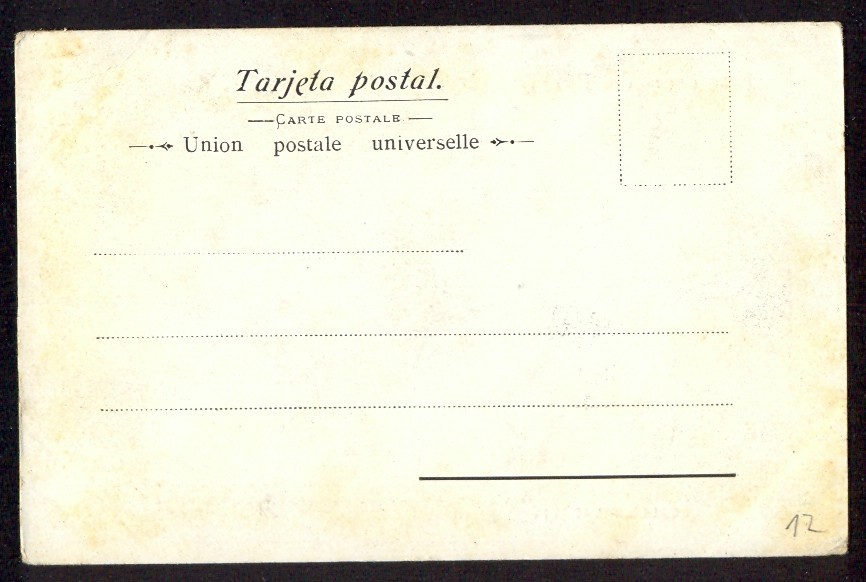 Tarjeta postal.
CARTE POSTALE
Union postale universelle
12